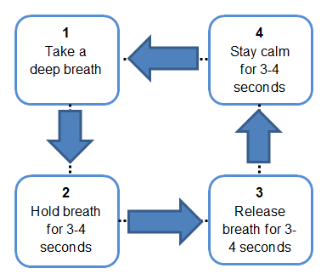 1
Take a
deep breath
2
Hold breath
for 3-4
seconds
3
Release
breath for 3-
4 seconds
4
Stay calm
for 3-4
seconds